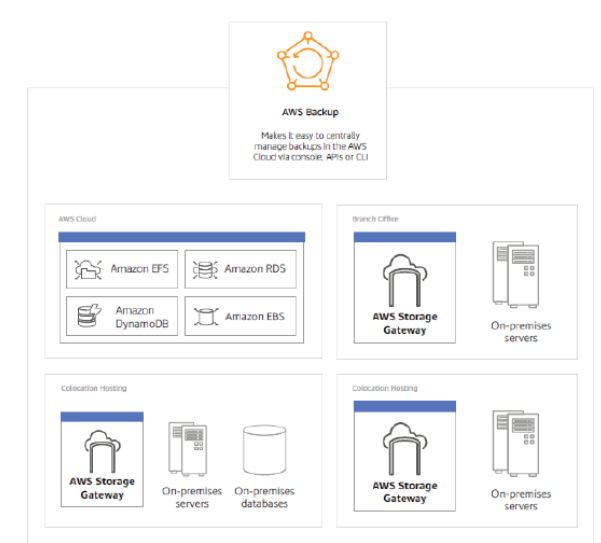 AWS Backup
Makes it easy to centrally
manage backups in the AWS
Cloud via console, APIs or CLI
AWS Cloud
Amazon EFS
Amazon RDS
Amazon
DynamoDB
Amazon EBS
Branch Office
AWS Storage
Gateway
On-premises
servers
Colocation Hosting
AWS Storage
Gateway
On-premises
servers
On-premises
databases
Colocation Hosting
AWS Storage
Gateway
On-premises
servers